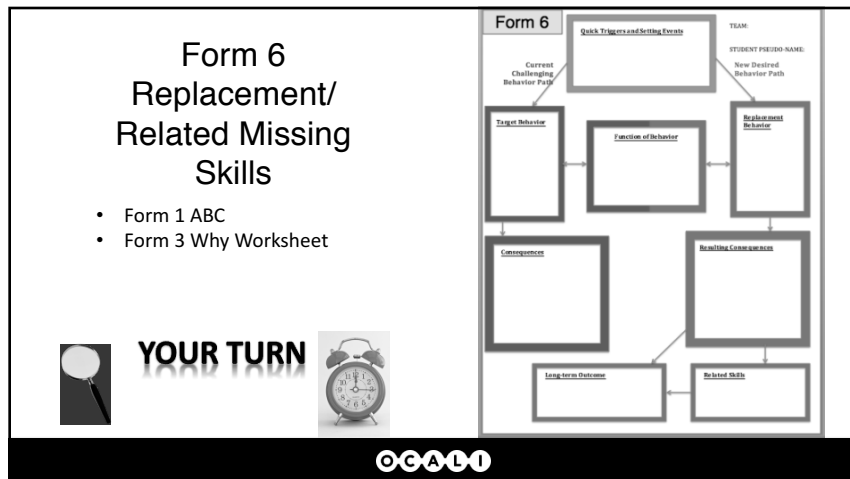 Form 6
Replacement/
Related Missing
Skills
• Form 1 ABC
• Form 3 Why Worksheet
YOUR TURN
Form 6
Quick Triggers and Setting Events
TEAM:
STUDENT PSEUDO-NAME:
Current
Challenging
Behavior Path
New Desired
Behavior Path
Target Behavior
Function of Behavior
Replacement
Behavior
Consequences
Resulting Consequences
Long-term Outcome
Related Skills
OCALI